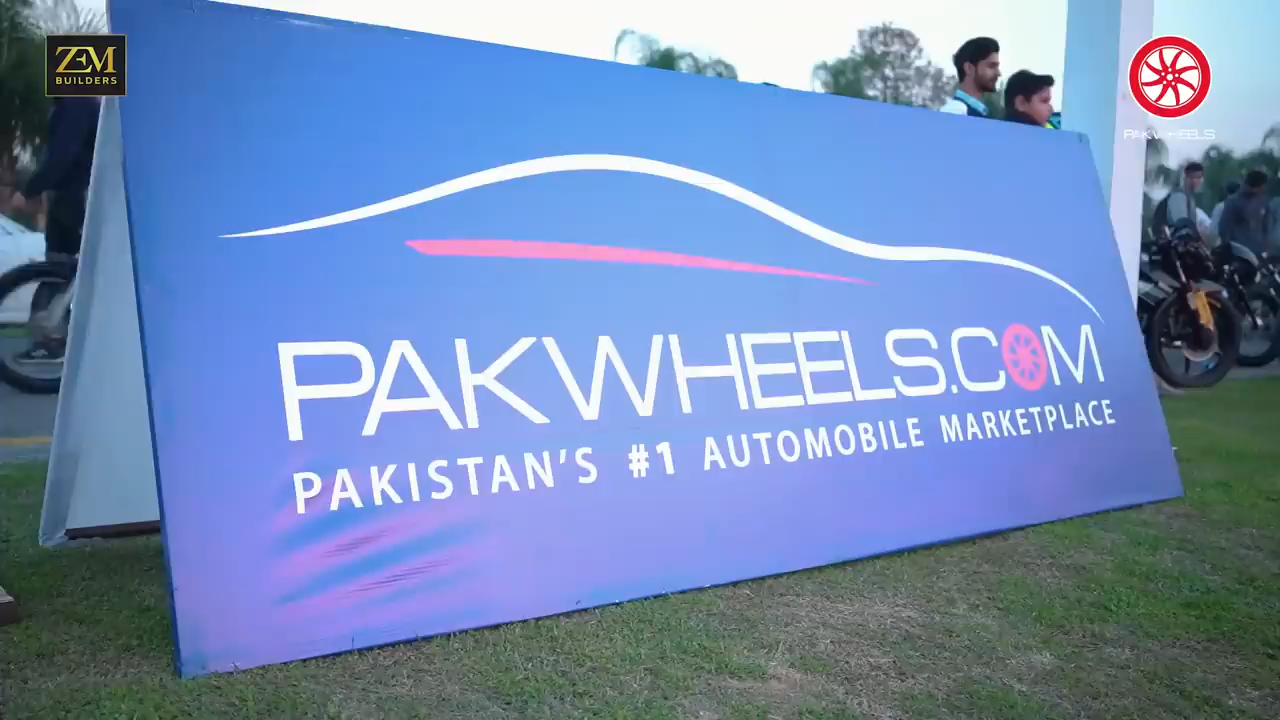 ZEM
BUILDERS
PAKWHEELS
PAKWHEELS.COM
PAKISTAN'S #1 AUTOMOBILE MARKETPLACE